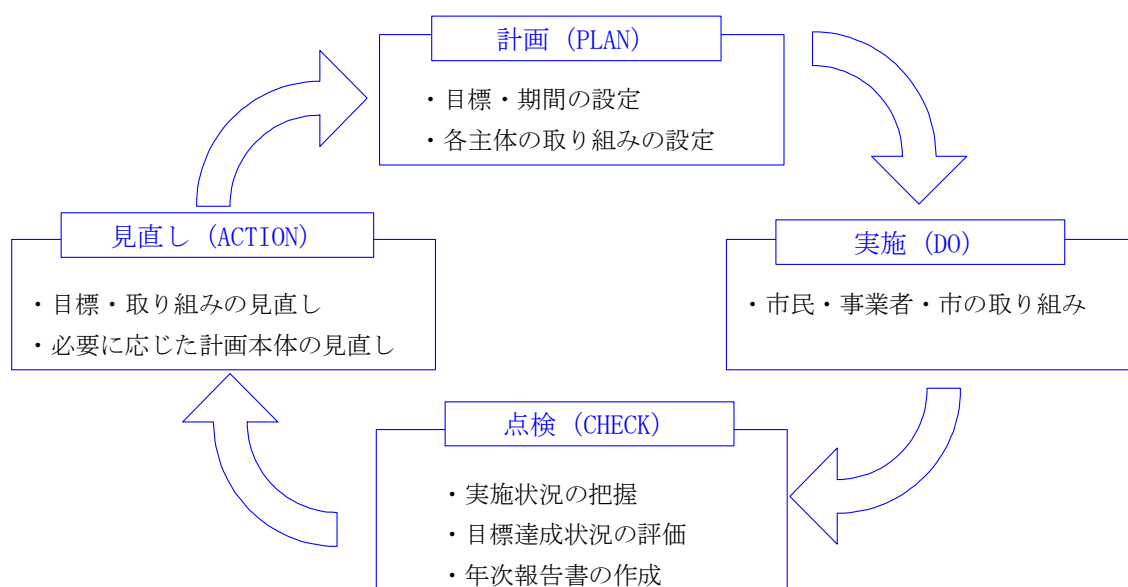 計画 (PLAN)
・目標・期間の設定
・各主体の取り組みの設定
見直し (ACTION)
・目標・取り組みの見直し
・必要に応じた計画本体の見直し
実施 (DO)
・市民・事業者・市の取り組み
点検 (CHECK)
・実施状況の把握
・目標達成状況の評価
・年次報告書の作成